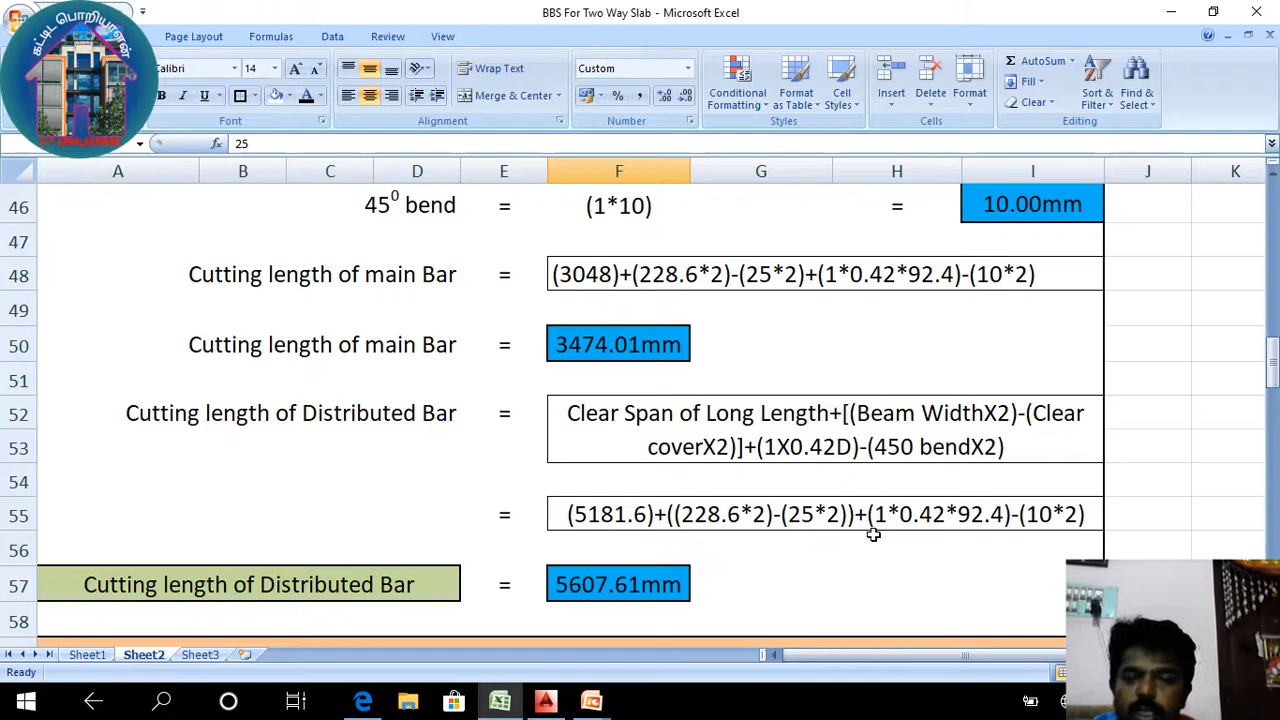 BBS For Two Way Slab - Microsoft Excel
Page Layout Formulas Data Review View
கட்டிட பொறியாளன்
Calibri 14 Wrap Text Custom Conditional Formatting Format as Table Cell Styles Insert Delete Format AutoSum Fill Clear Sort & Filter Find & Select
B I U A Merge & Center % ,
Font Alignment Number Styles Cells Editing
fx 25
A B C D E F G H I J K
46 45⁰ bend = (1*10) = 10.00mm
47
48 Cutting length of main Bar = (3048)+(228.6*2)-(25*2)+(1*0.42*92.4)-(10*2)
49
50 Cutting length of main Bar = 3474.01mm
51
52 Cutting length of Distributed Bar = Clear Span of Long Length+[(Beam WidthX2)-(Clear
53 coverX2)]+(1X0.42D)-(450 bendX2)
54
55 = (5181.6)+((228.6*2)-(25*2))+(1*0.42*92.4)-(10*2)
56
57 Cutting length of Distributed Bar = 5607.61mm
58
Sheet1 Sheet2 Sheet3
Ready